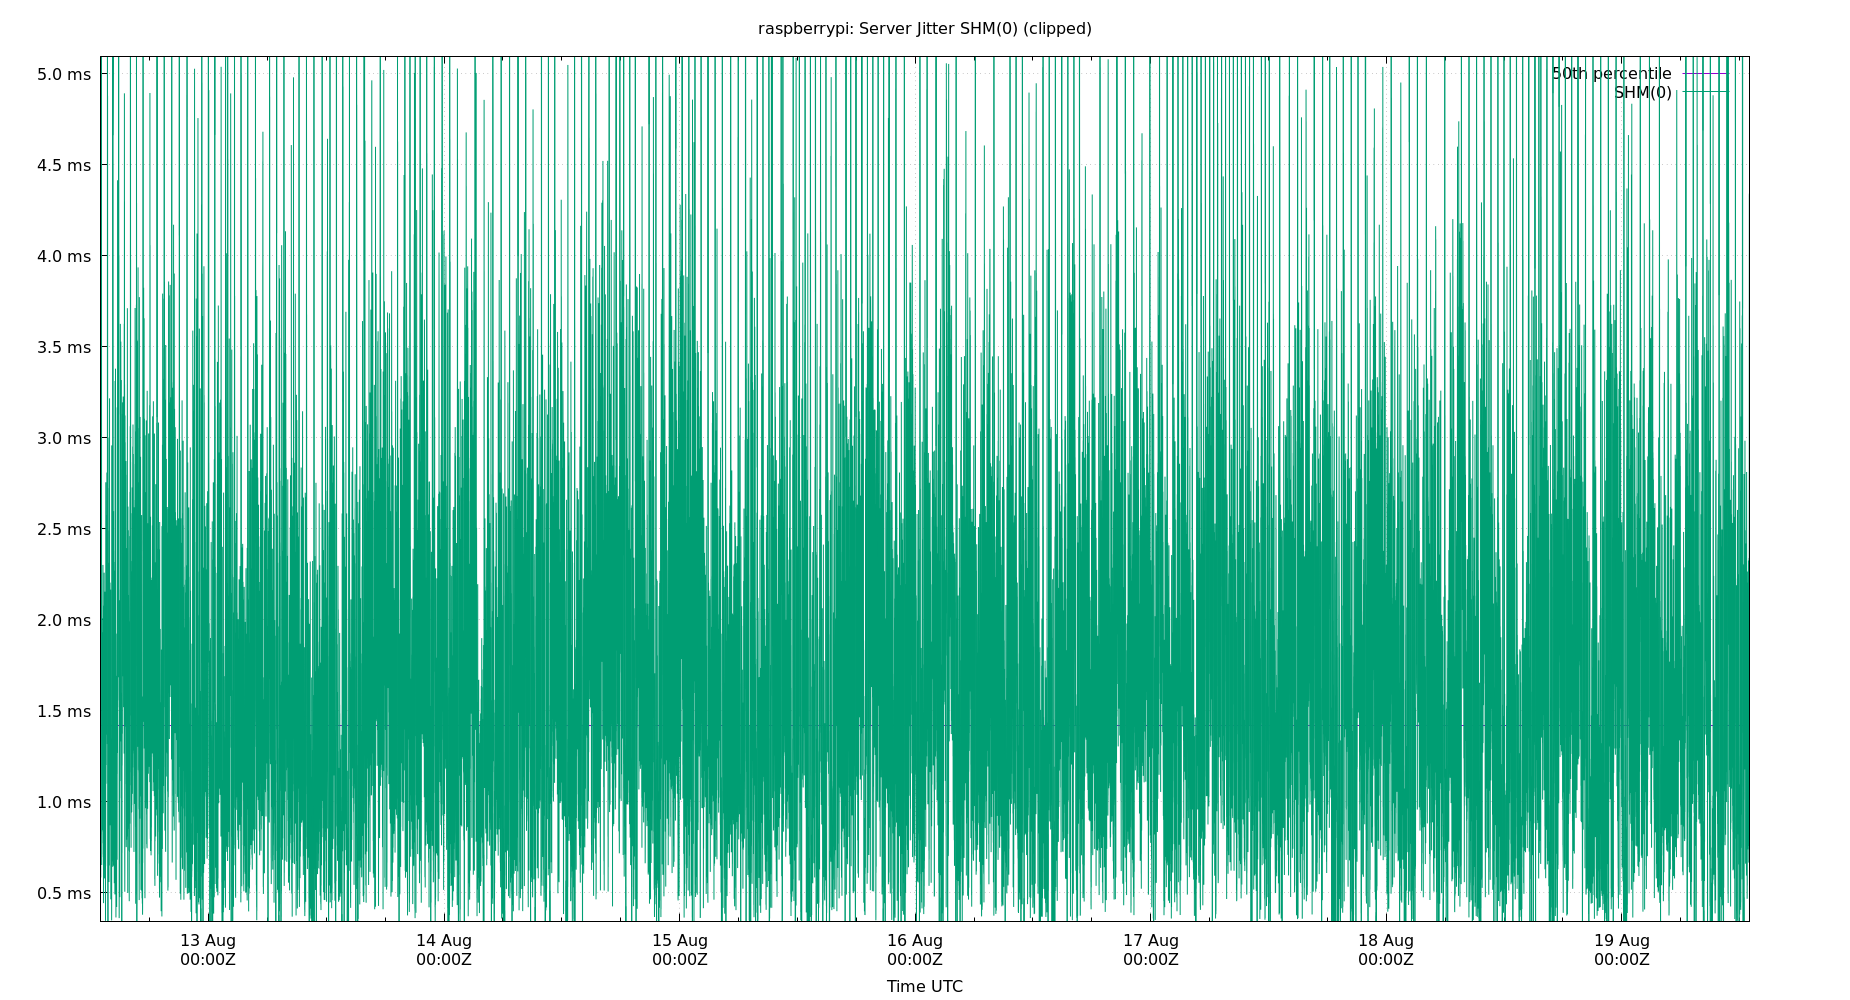 raspberrypi: Server Jitter SHM(0) (clipped)
50th percentile
SHM(0)
5.0 ms
4.5 ms
4.0 ms
3.5 ms
3.0 ms
2.5 ms
2.0 ms
1.5 ms
1.0 ms
0.5 ms
13 Aug
00:00Z
14 Aug
00:00Z
15 Aug
00:00Z
16 Aug
00:00Z
17 Aug
00:00Z
18 Aug
00:00Z
19 Aug
00:00Z
Time UTC